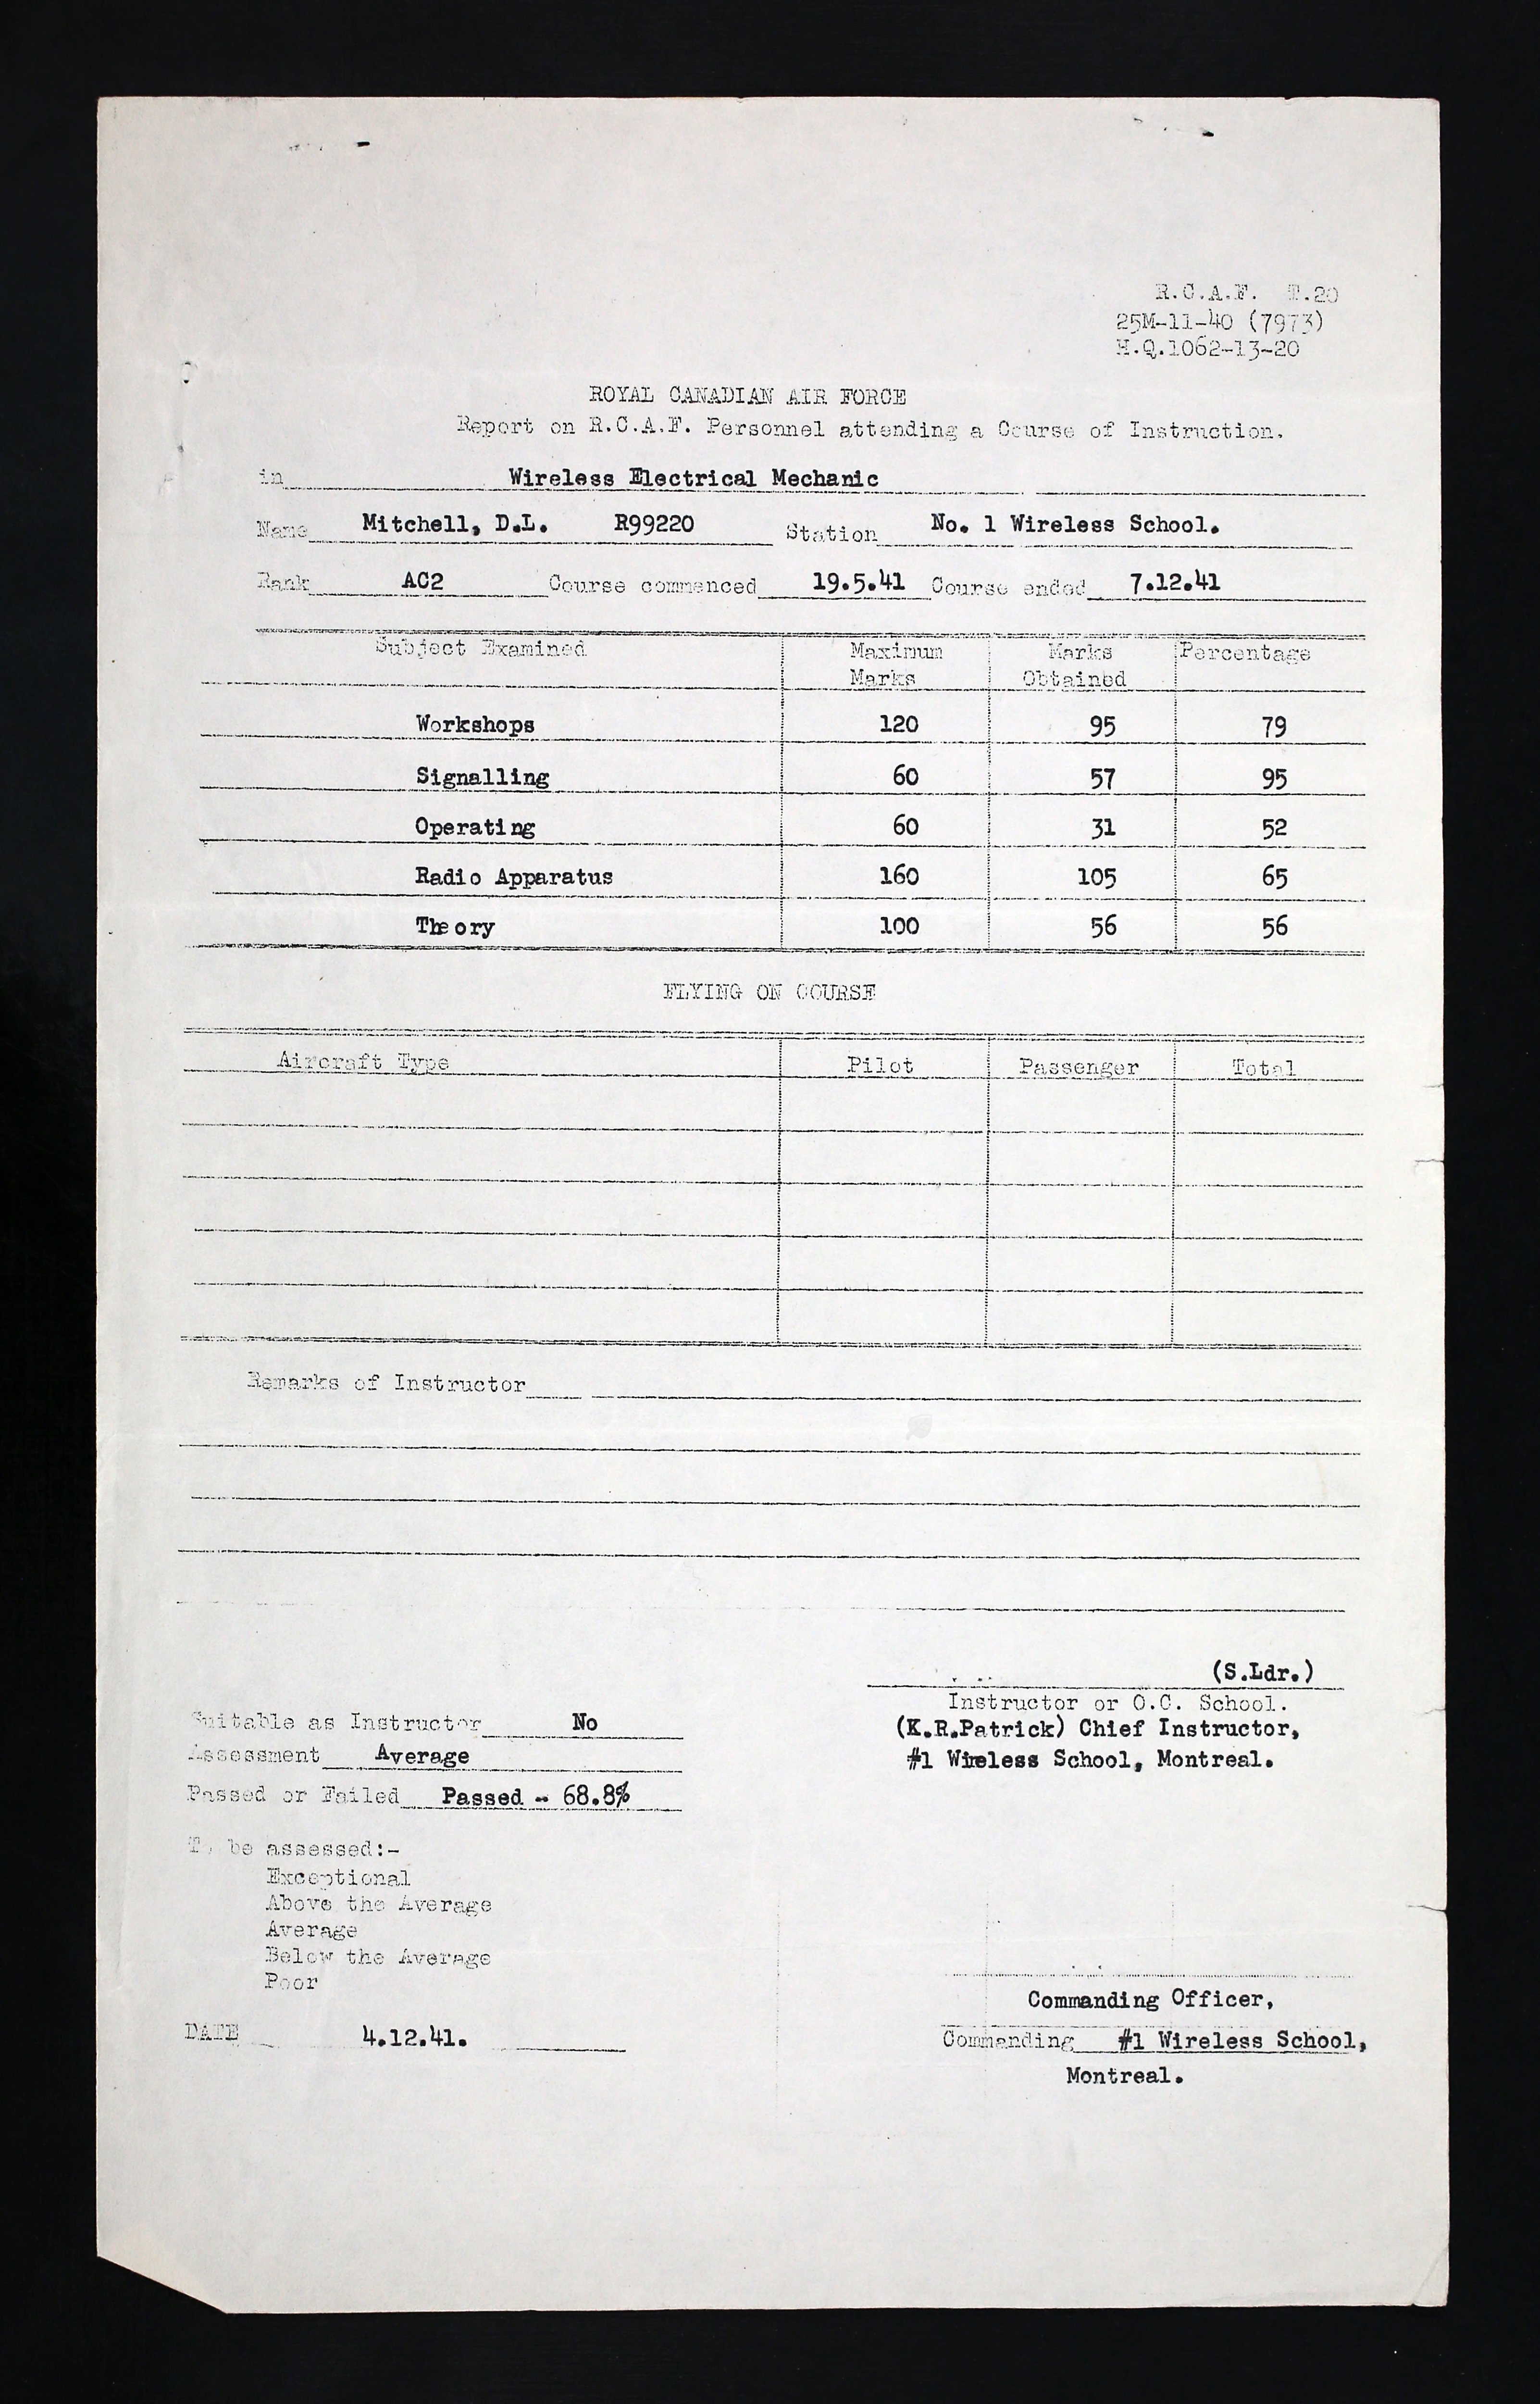 R.C.A.F. T.20
25M-11-40 (7973)
H.Q.1062-13-20
ROYAL CANADIAN AIR FORCE
Report on R.C.A.F. Personnel attending a Course of Instruction.
in Wireless Electrical Mechanic
Name Mitchell, D.L. R99220 Station No. 1 Wireless School.
Rank AC2 Course commenced 19.5.41 Course ended 7.12.41
Subject Examined Maximum Marks Marks Obtained Percentage
Workshops 120 95 79
Signalling 60 57 95
Operating 60 31 52
Radio Apparatus 160 105 65
Theory 100 56 56
FLYING ON COURSE
Aircraft Type Pilot Passenger Total
Remarks of Instructor
(S.Ldr.)
Instructor or O.C. School.
(K.R.Patrick) Chief Instructor,
#1 Wireless School, Montreal.
Suitable as Instructor No
Assessment Average
Passed or Failed Passed - 68.8%
To be assessed:-
Exceptional
Above the Average
Average
Below the Average
Poor
DATE 4.12.41.
Commanding Officer,
Commanding #1 Wireless School,
Montreal.